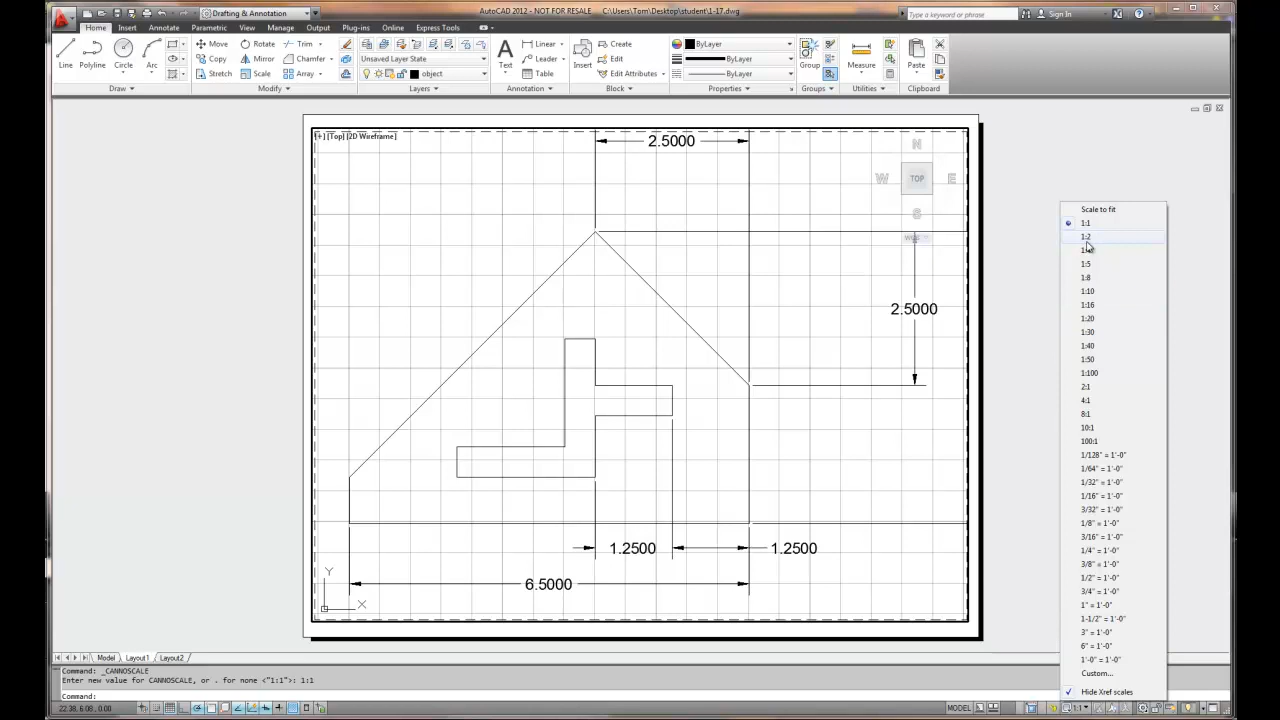 Drafting & Annotation
AutoCAD 2012 - NOT FOR RESALE C:\Users\Tom\Desktop\student\1-17.dwg
Type a keyword or phrase
Sign In
Home Insert Annotate Parametric View Manage Output Plug-ins Online Express Tools
Line Polyline Circle Arc
Move Rotate Trim
Copy Mirror Chamfer
Stretch Scale Array
Unsaved Layer State
object
Text
Linear
Leader
Table
Insert
Create
Edit
Edit Attributes
ByLayer
ByLayer
ByLayer
Group
Measure
Paste
Draw Modify Layers Annotation Block Properties Groups Utilities Clipboard
[+] [Top] [2D Wireframe]
2.5000
N
W TOP E
S
2.5000
1.2500
1.2500
6.5000
Y
X
Scale to fit
1:1
1:2
1:5
1:8
1:10
1:16
1:20
1:30
1:40
1:50
1:100
2:1
4:1
8:1
10:1
100:1
1/128" = 1'-0"
1/64" = 1'-0"
1/32" = 1'-0"
1/16" = 1'-0"
3/32" = 1'-0"
1/8" = 1'-0"
3/16" = 1'-0"
1/4" = 1'-0"
3/8" = 1'-0"
1/2" = 1'-0"
3/4" = 1'-0"
1" = 1'-0"
1-1/2" = 1'-0"
3" = 1'-0"
6" = 1'-0"
1'-0" = 1'-0"
Custom...
Hide Xref scales
Model Layout1 Layout2
Command: _CANNOSCALE
Enter new value for CANNOSCALE, or . for none <"1:1">: 1:1
Command:
22.38, 6.08, 0.00
MODEL
1:1